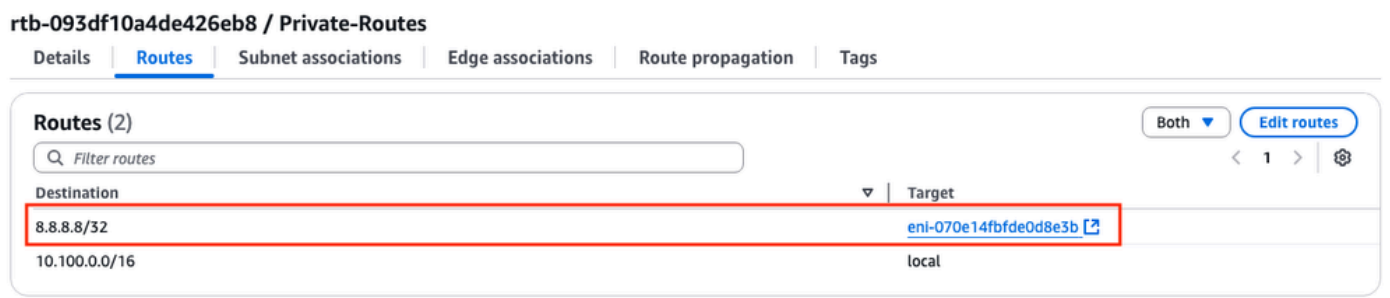 rtb-093df10a4de426eb8 / Private-Routes
Details Routes Subnet associations Edge associations Route propagation Tags
Routes (2)
Both Edit routes
Filter routes
1
Destination Target
8.8.8.8/32 eni-070e14fbfde0d8e3b
10.100.0.0/16 local